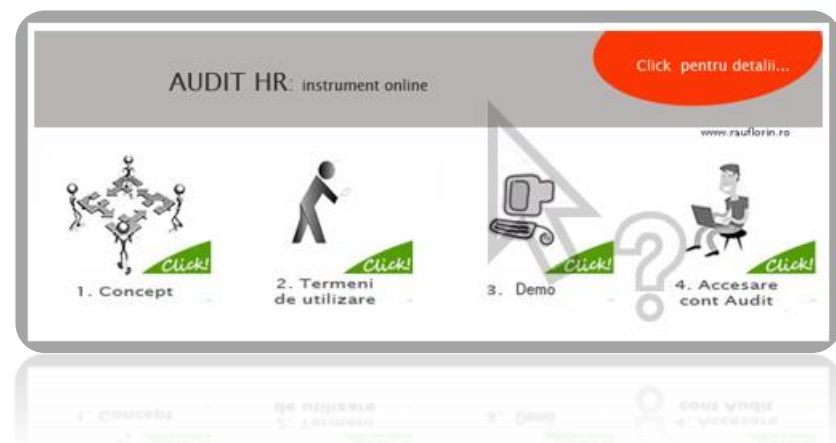 AUDIT HR: instrument online
Click pentru detalii...
www.rauflorin.ro
Click!
1. Concept
Click!
2. Termeni
de utilizare
Click!
3. Demo
Click!
4. Accesare
cont Audit